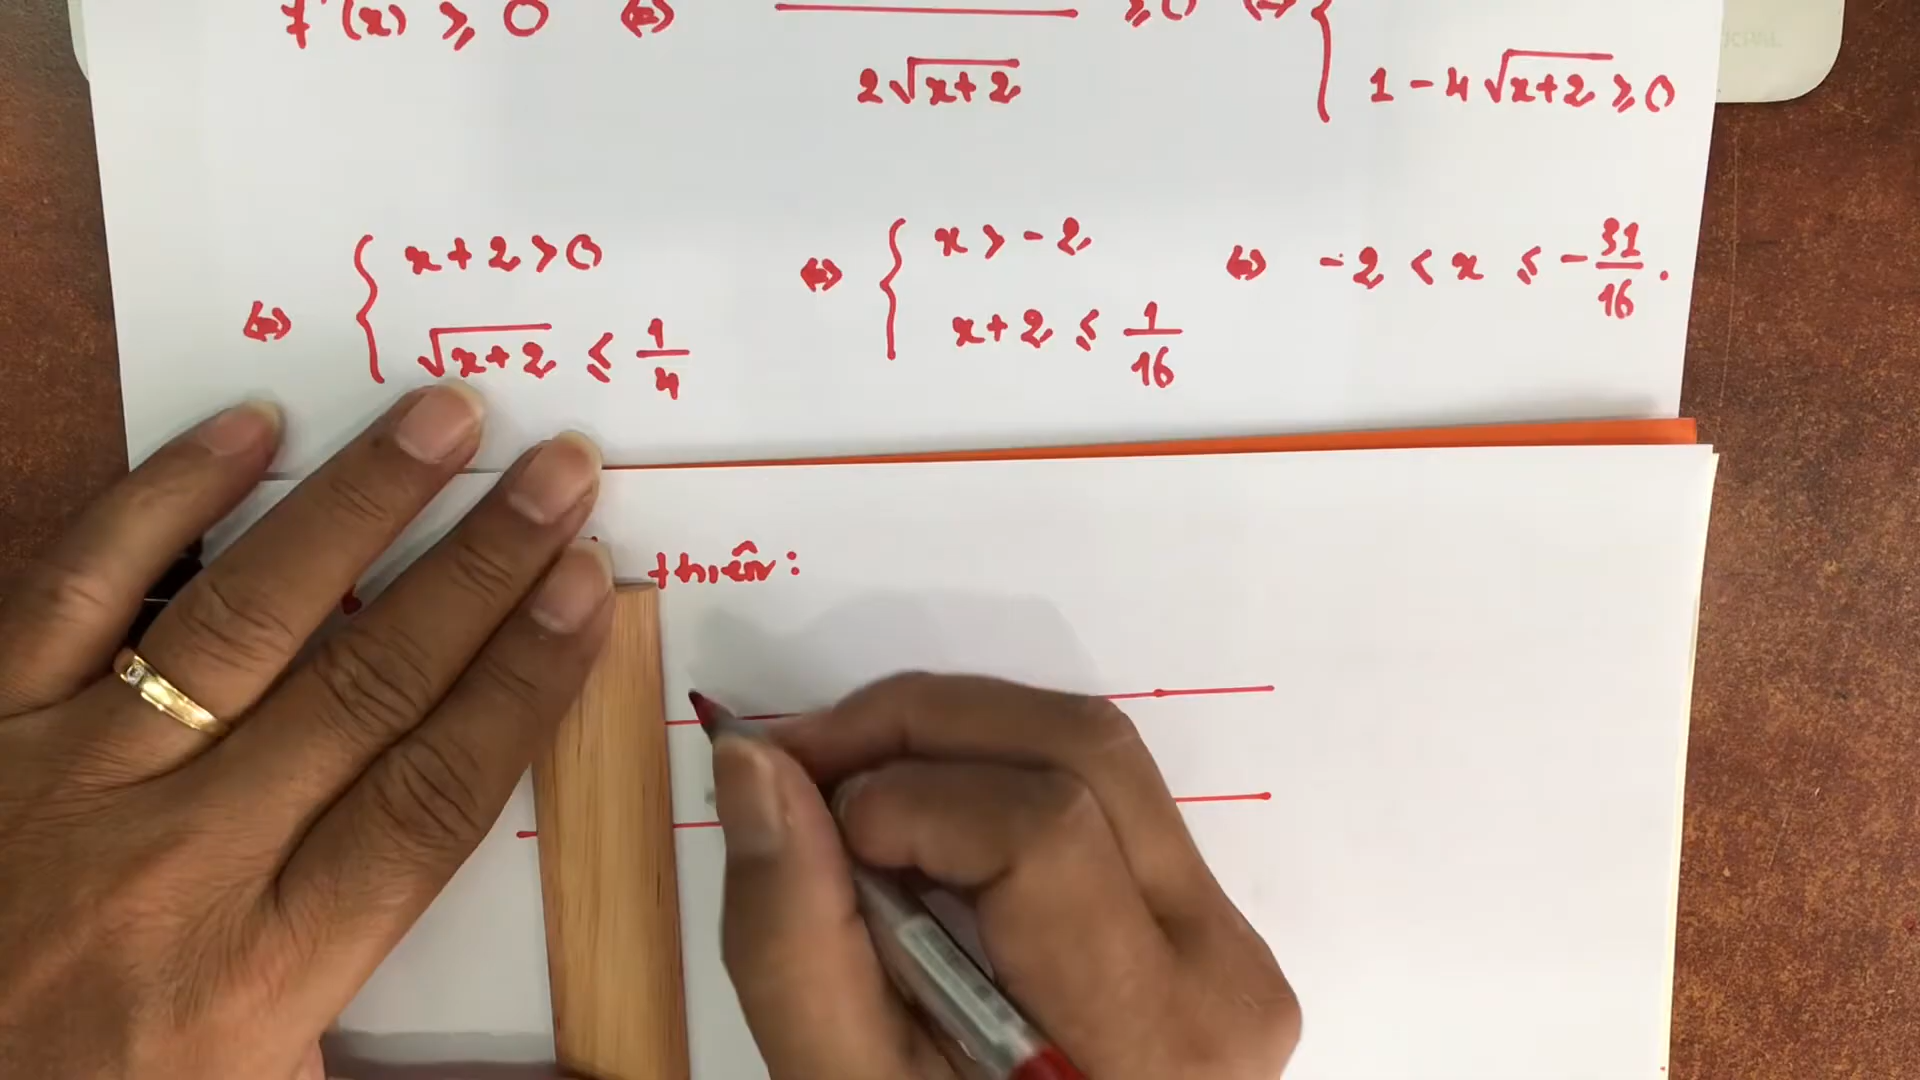 f'(x) ≥ 0 ⇔ ――― / 2√(x+2) ≥ 0 ⇔ {
1 - 4√(x+2) ≥ 0
⇔ { x + 2 > 0
√(x+2) ≤ 1/4
⇔ { x > -2
x + 2 ≤ 1/16
⇔ -2 < x ≤ -31/16.
thiên: